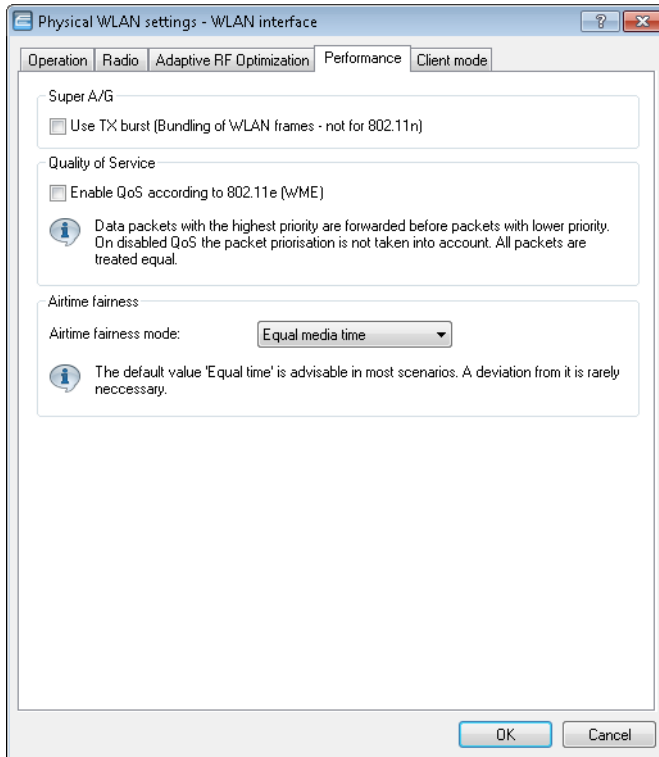 Physical WLAN settings - WLAN interface
Operation Radio Adaptive RF Optimization Performance Client mode
Super A/G
Use TX burst (Bundling of WLAN frames - not for 802.11n)
Quality of Service
Enable QoS according to 802.11e (WME)
Data packets with the highest priority are forwarded before packets with lower priority.
On disabled QoS the packet priorisation is not taken into account. All packets are
treated equal.
Airtime fairness
Airtime fairness mode: Equal media time
The default value 'Equal time' is advisable in most scenarios. A deviation from it is rarely
neccessary.
OK Cancel